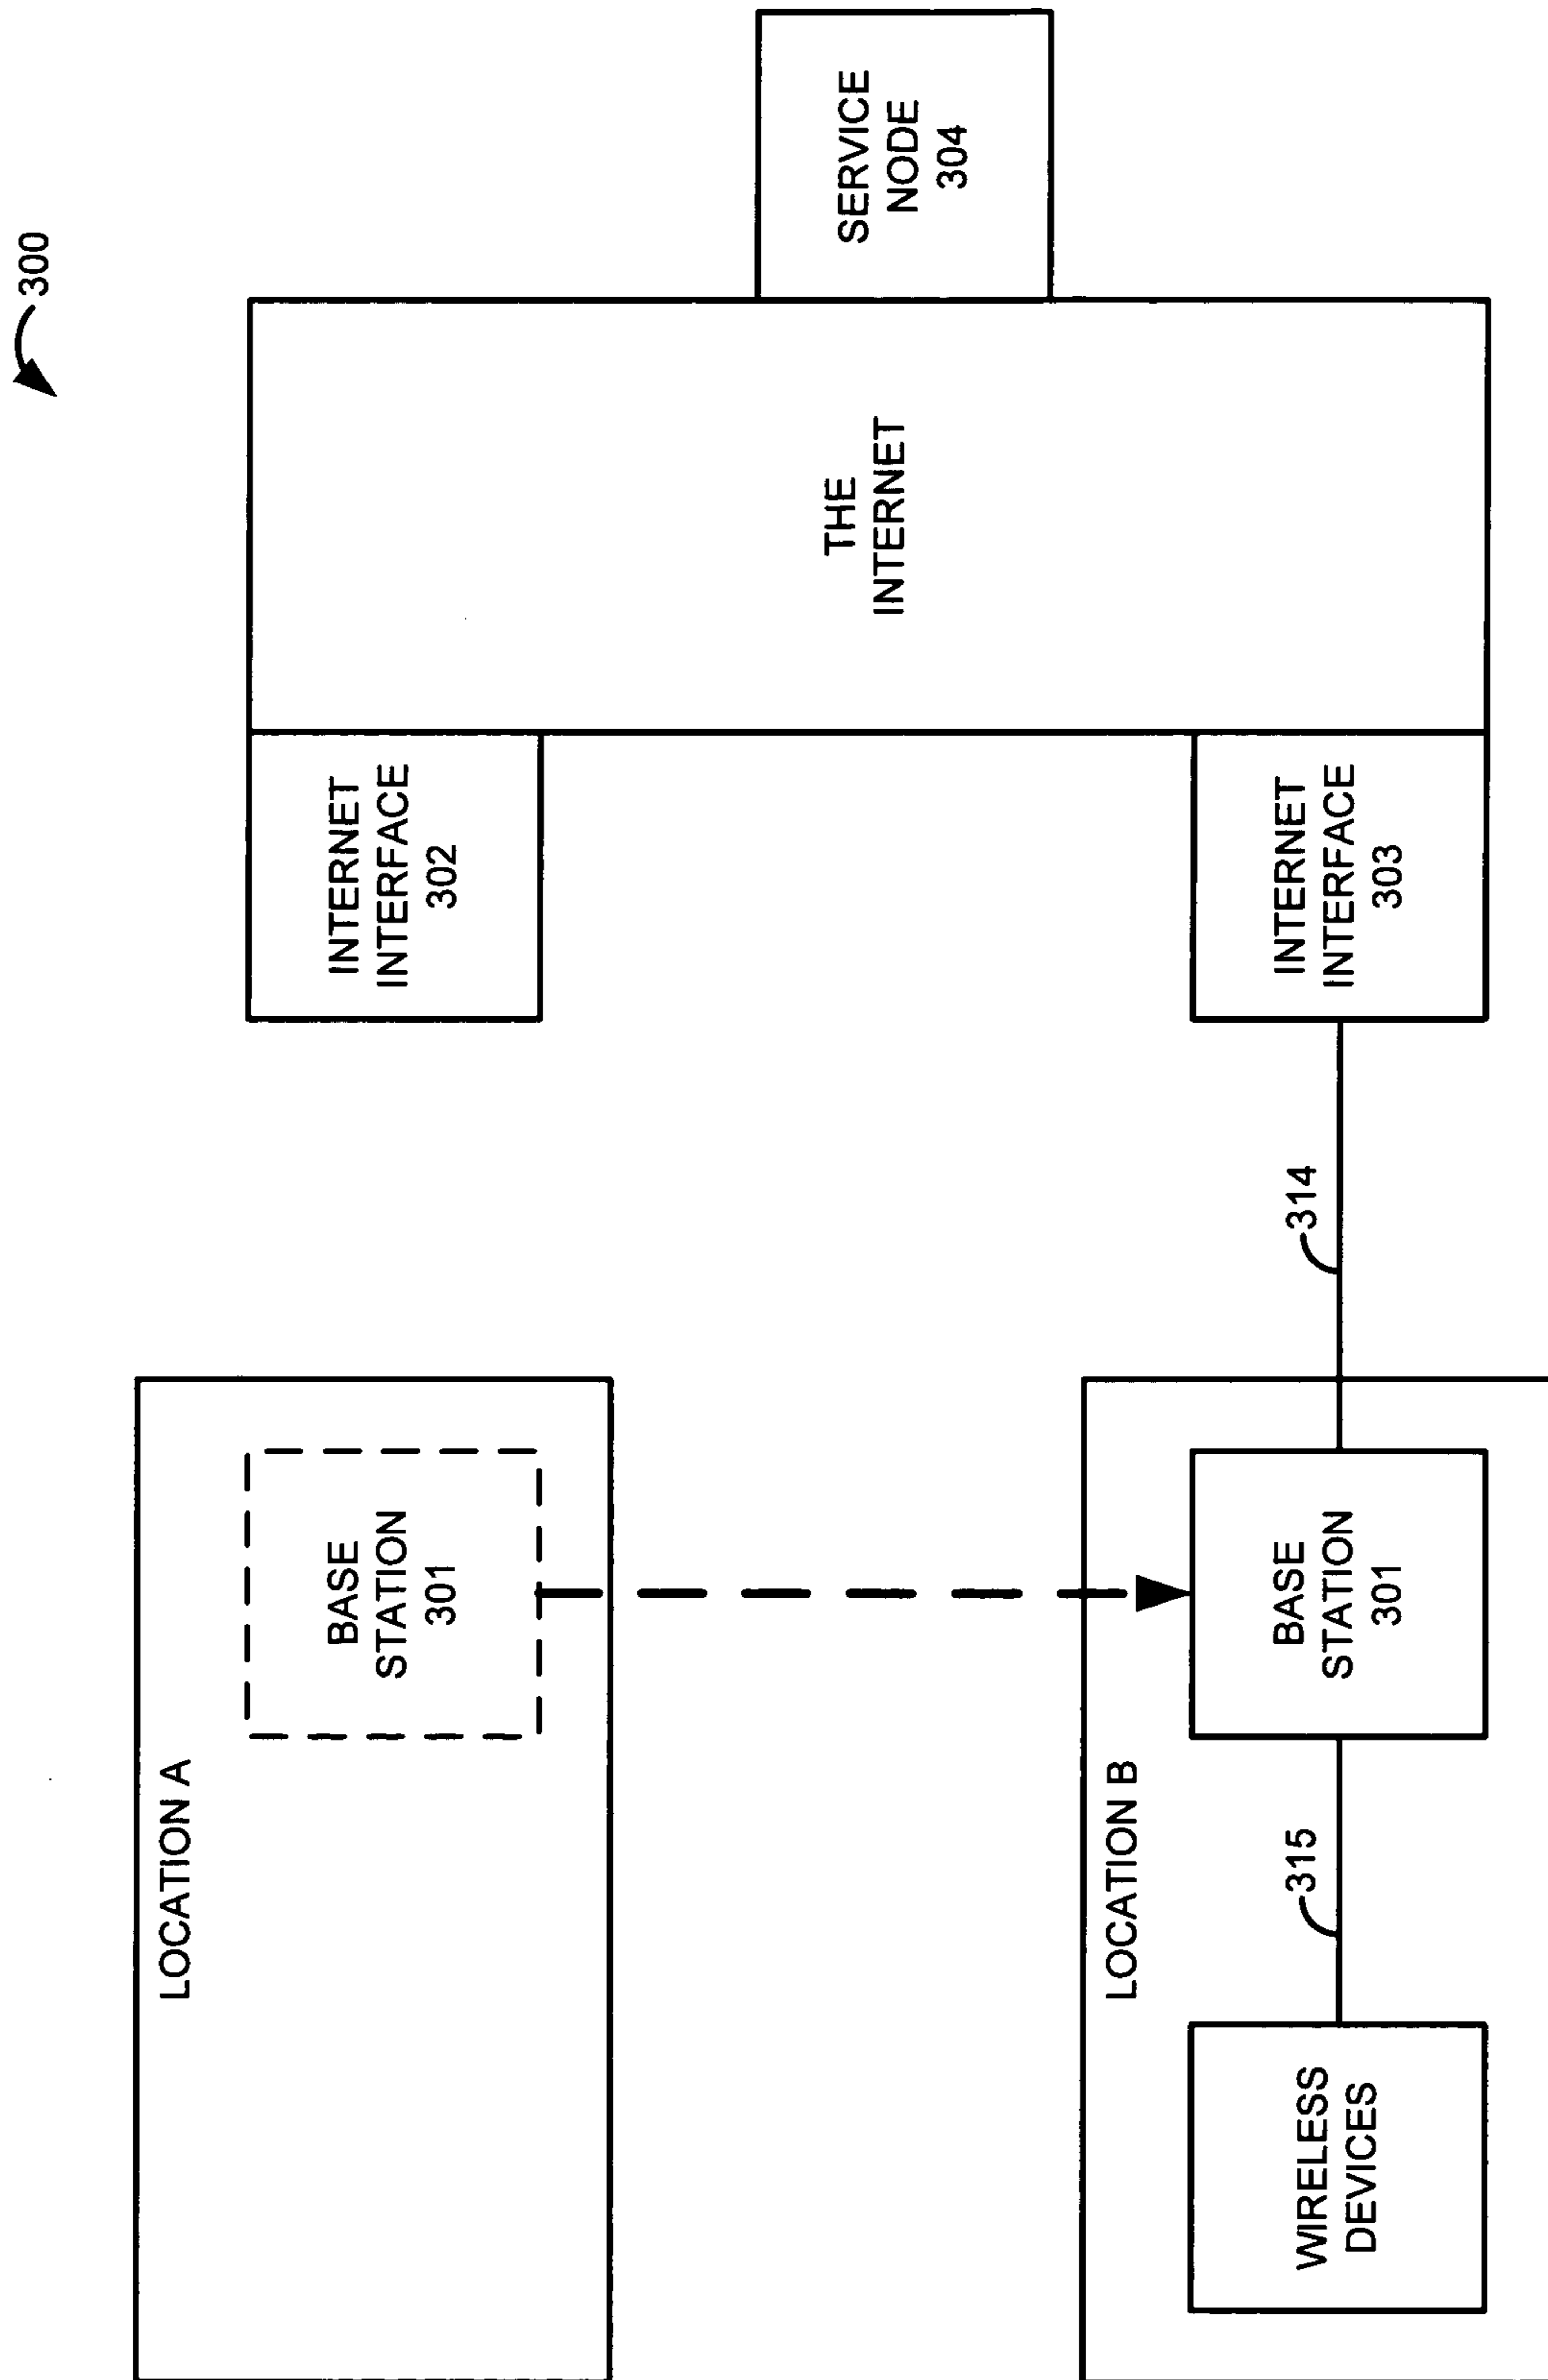 300
LOCATION A
BASE
STATION
301
INTERNET
INTERFACE
302
THE
INTERNET
SERVICE
NODE
304
LOCATION B
WIRELESS
DEVICES
315
BASE
STATION
301
314
INTERNET
INTERFACE
303